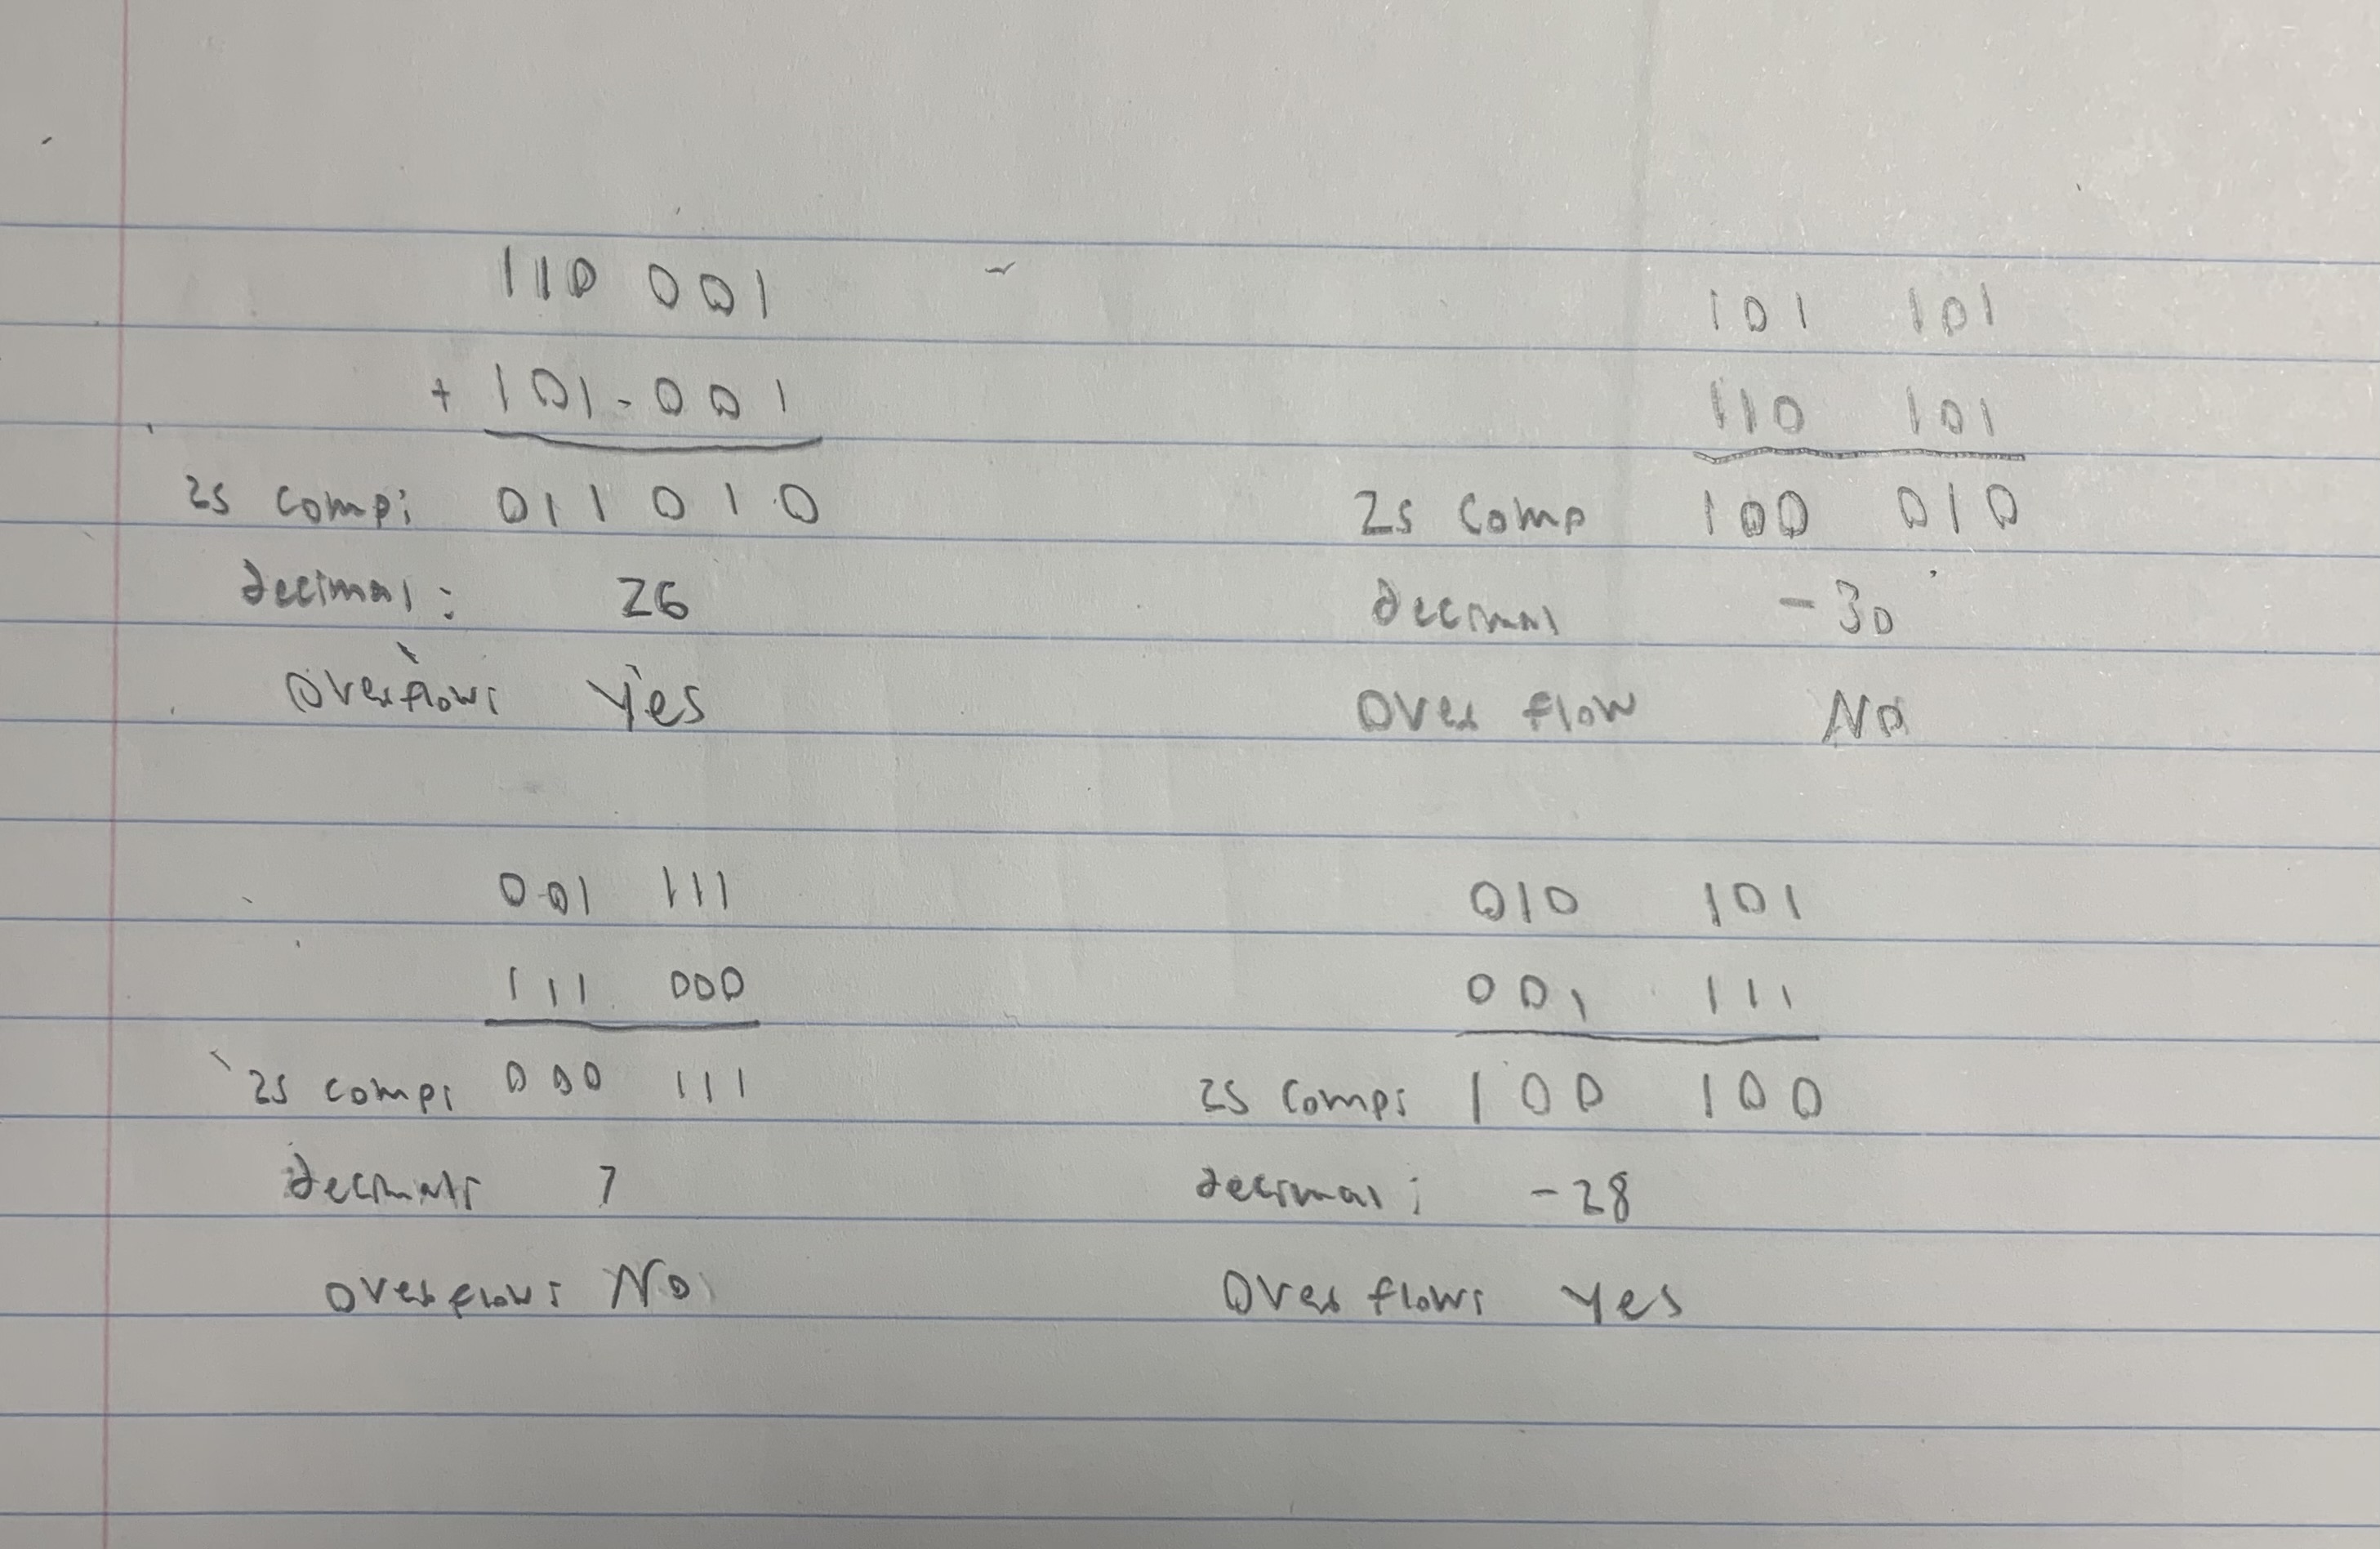 110 001
+ 101-001
2s comp: 011010
decimal: 26
overflow: Yes
101 101
110 101
2s comp 100 010
decimal -30
over flow No
001 111
111 000
2s comp: 000 111
decimal: 7
overflow: No
010 101
001 111
2s comp: 100 100
decimal: -28
Over flow: Yes